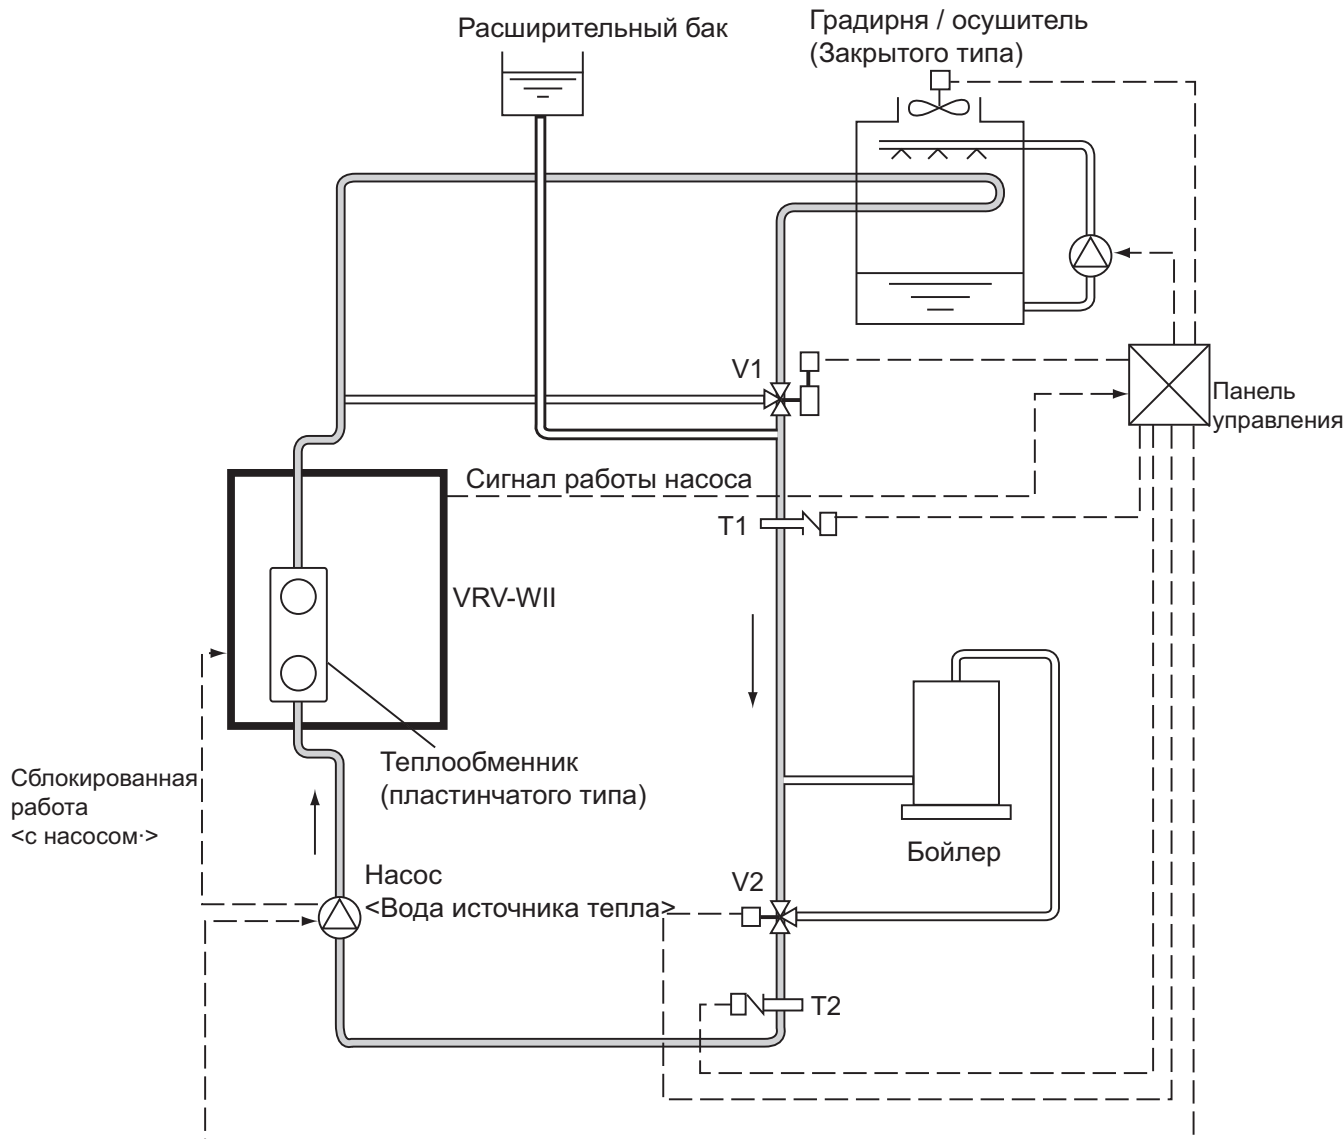 Расширительный бак
Градирня / осушитель
(Закрытого типа)
V1
Панель
управления
Сигнал работы насоса
T1
VRV-WII
Теплообменник
(пластинчатого типа)
Сблокированная
работа
<с насосом·>
Бойлер
Насос
<Вода источника тепла>
V2
T2